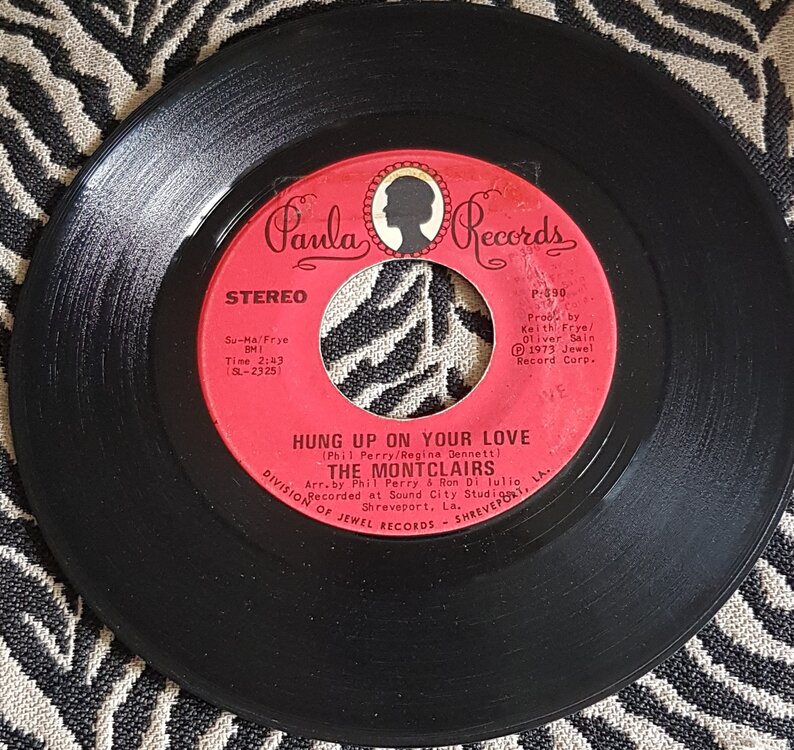 Paula Records
STEREO
P-390
Su-Ma/Frye
BMI
Time 2:43
(SL-2325)
Prod. by
Keith Frye/
Oliver Sain
Ⓟ 1973 Jewel
Record Corp.
HUNG UP ON YOUR LOVE
(Phil Perry/Regina Bennett)
THE MONTCLAIRS
Arr. by Phil Perry & Ron Di Iulio
Recorded at Sound City Studios
Shreveport, La.
DIVISION OF JEWEL RECORDS - SHREVEPORT, LA.